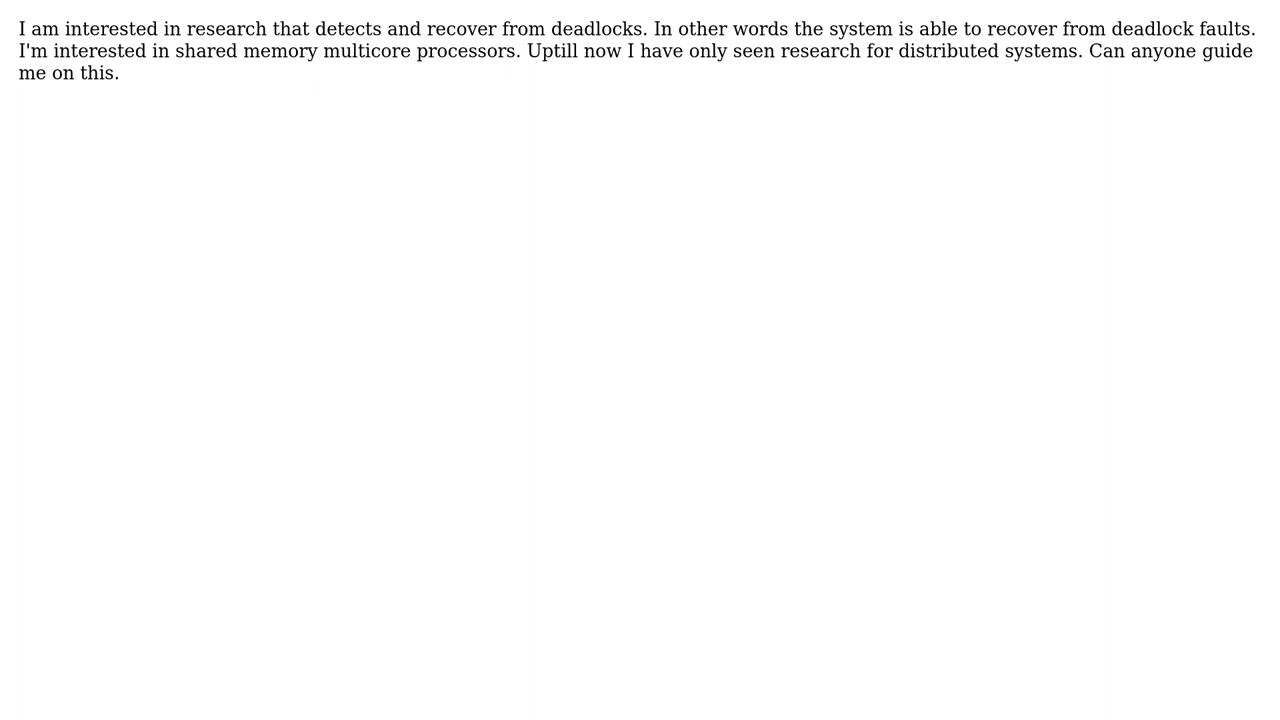 I am interested in research that detects and recover from deadlocks. In other words the system is able to recover from deadlock faults.
I'm interested in shared memory multicore processors. Uptill now I have only seen research for distributed systems. Can anyone guide
me on this.